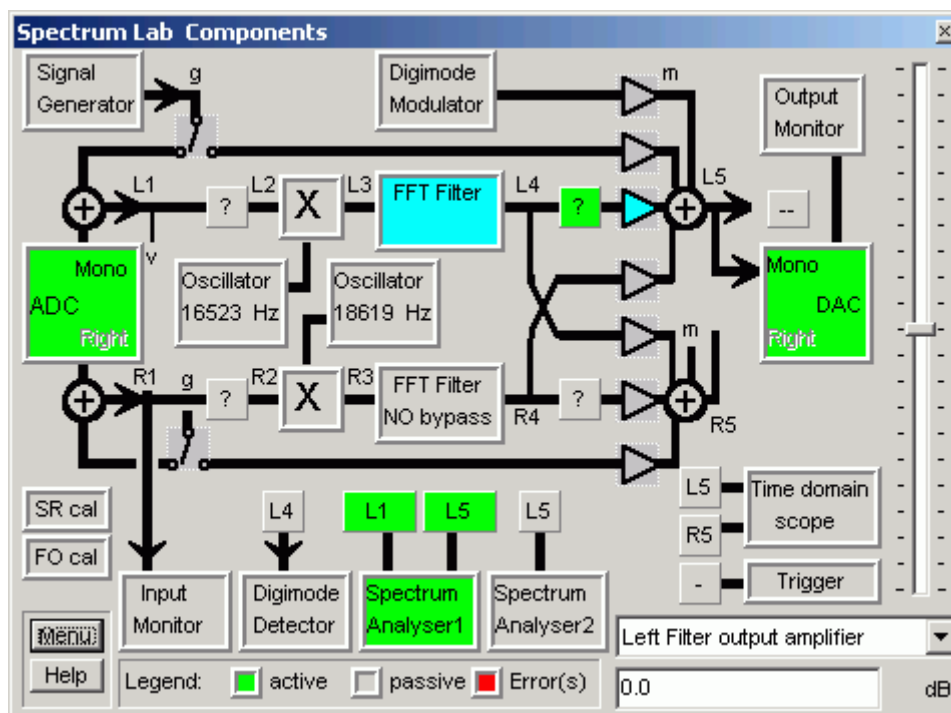 Spectrum Lab Components
Signal
Generator
g
Digimode
Modulator
m
Output
Monitor
L1
?
L2
X
L3
FFT Filter
L4
?
L5
--
v
Mono
ADC
Right
Oscillator
16523 Hz
Oscillator
18619 Hz
Mono
DAC
Right
m
R1
g
?
R2
X
R3
FFT Filter
NO bypass
R4
?
R5
SR cal
FO cal
L4
L1
L5
L5
L5
R5
Time domain
scope
-
Trigger
Input
Monitor
Digimode
Detector
Spectrum
Analyser1
Spectrum
Analyser2
Menu
Help
Legend:
active
passive
Error(s)
Left Filter output amplifier
0.0
dB